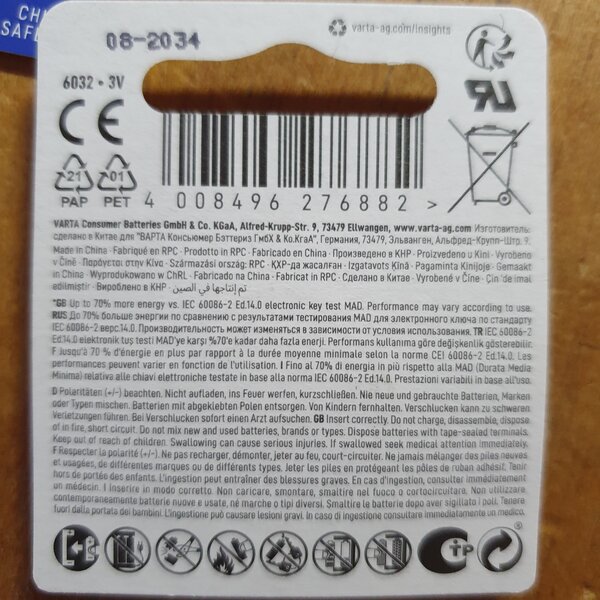 CHI
SAFE
08-2034
varta-ag.com/insights
6032 • 3V
21 01
PAP PET
4 008496 276882 >
VARTA Consumer Batteries GmbH & Co. KGaA, Alfred-Krupp-Str. 9, 73479 Ellwangen, www.varta-ag.com Изготовитель:
сделано в Китае для "ВАРТА Консьюмер Бэттериз ГмбХ & Ko.KraA", Германия, 73479, Эльванген, Альфред-Крупп-Штр. 9.
Made in China · Fabriqué en RPC · Prodotto in RPC · Fabricado en China · Произведено в КНР · Proizvedeno u Kini · Vyrobeno
v Číně · Παράγεται στην Κίνα · Származási ország: RPC · ҚХР-да жасалған · Izgatavots Ķīnā · Pagaminta Kinijoje · Gemaakt
in China · Wyprodukowano w ChRL · Fabricado na China · Fabricat in RPC · Сделано в Китае · Vyrobené v Číne · Çin'de imal
edilmiştir · Вироблено в КНР · تم إنتاجها في الصين
*GB Up to 70% more energy vs. IEC 60086-2 Ed.14.0 electronic key test MAD. Performance may vary according to use.
RUS До 70% больше энергии по сравнению с результатами тестирования MAD для электронного ключа по стандарту
IEC 60086-2 верс.14.0. Производительность может изменяться в зависимости от условия использования. TR IEC 60086-2
Ed.14.0 elektronik tuş testi MAD'ye karşı %70'e kadar daha fazla enerji. Performans kullanıma göre değişkenlik gösterebilir.
F Jusqu'à 70 % d'énergie en plus par rapport à la durée moyenne minimale selon la norme CEI 60086-2 Ed.14.0. Les
performances peuvent varier en fonction de l'utilisation. I Fino al 70% di energia in più rispetto alla MAD (Durata Media
Minima) relativa alle chiavi elettroniche testate in base alla norma IEC 60086-2 Ed.14.0. Prestazioni variabili in base all'uso.
D Polaritäten (+/-) beachten. Nicht aufladen, ins Feuer werfen, kurzschließen. Nie neue und gebrauchte Batterien, Marken
oder Typen mischen. Batterien mit abgeklebten Polen entsorgen. Von Kindern fernhalten. Verschlucken kann zu schweren
Verletzungen führen. Bei Verschlucken sofort einen Arzt aufsuchen. GB Insert correctly. Do not charge, disassemble, dispose
of in fire, short circuit. Do not mix new and used batteries, brands or types. Dispose batteries with tape-sealed terminals.
Keep out of reach of children. Swallowing can cause serious injuries. If swallowed seek medical attention immediately.
F Respecter la polarité (+/-). Ne pas recharger, démonter, jeter au feu, court-circuiter. Ne jamais mélanger des piles neuves
et usagées, de différentes marques ou de différents types. Jeter les piles en protégeant les pôles de ruban adhésif. Tenir
hors de portée des enfants. L'ingestion peut entraîner des blessures graves. En cas d'ingestion, consulter immédiatement
un médecin. I Inserire in modo corretto. Non caricare, smontare, smaltire nel fuoco o cortocircuitare. Non utilizzare
contemporaneamente batterie nuove e usate, né marche o tipi diversi. Smaltire le batterie dopo aver sigillato i poli. Tenere
fuori dalla portata dei bambini. L'ingestione può causare lesioni gravi. In caso di ingestione consultare immediatamente un medico.